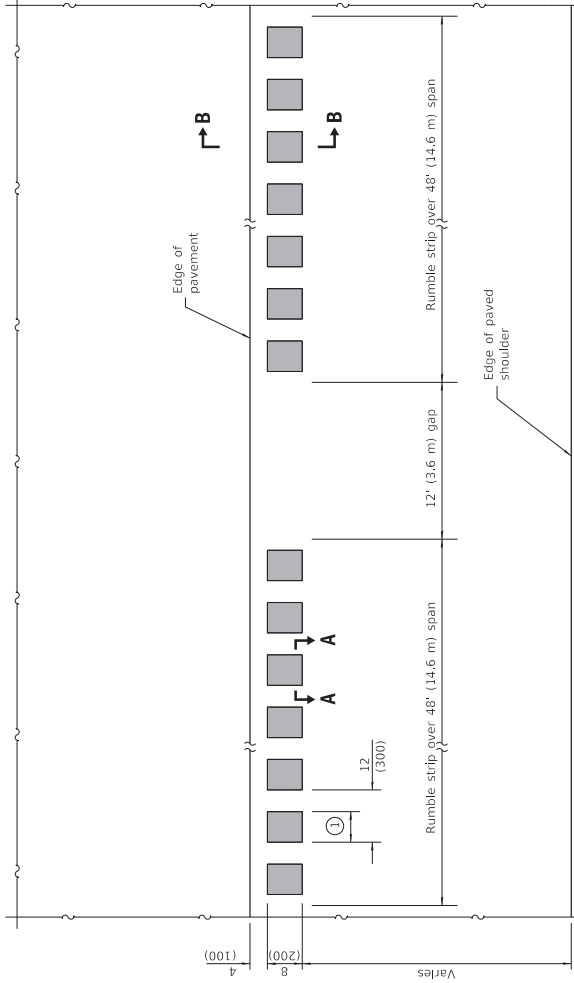 B
B
Edge of
pavement
Rumble strip over 48' (14.6 m) span
Edge of paved
shoulder
12' (3.6 m) gap
A
A
Rumble strip over 48' (14.6 m) span
12
(300)
1
4
(100)
8
(200)
Varies